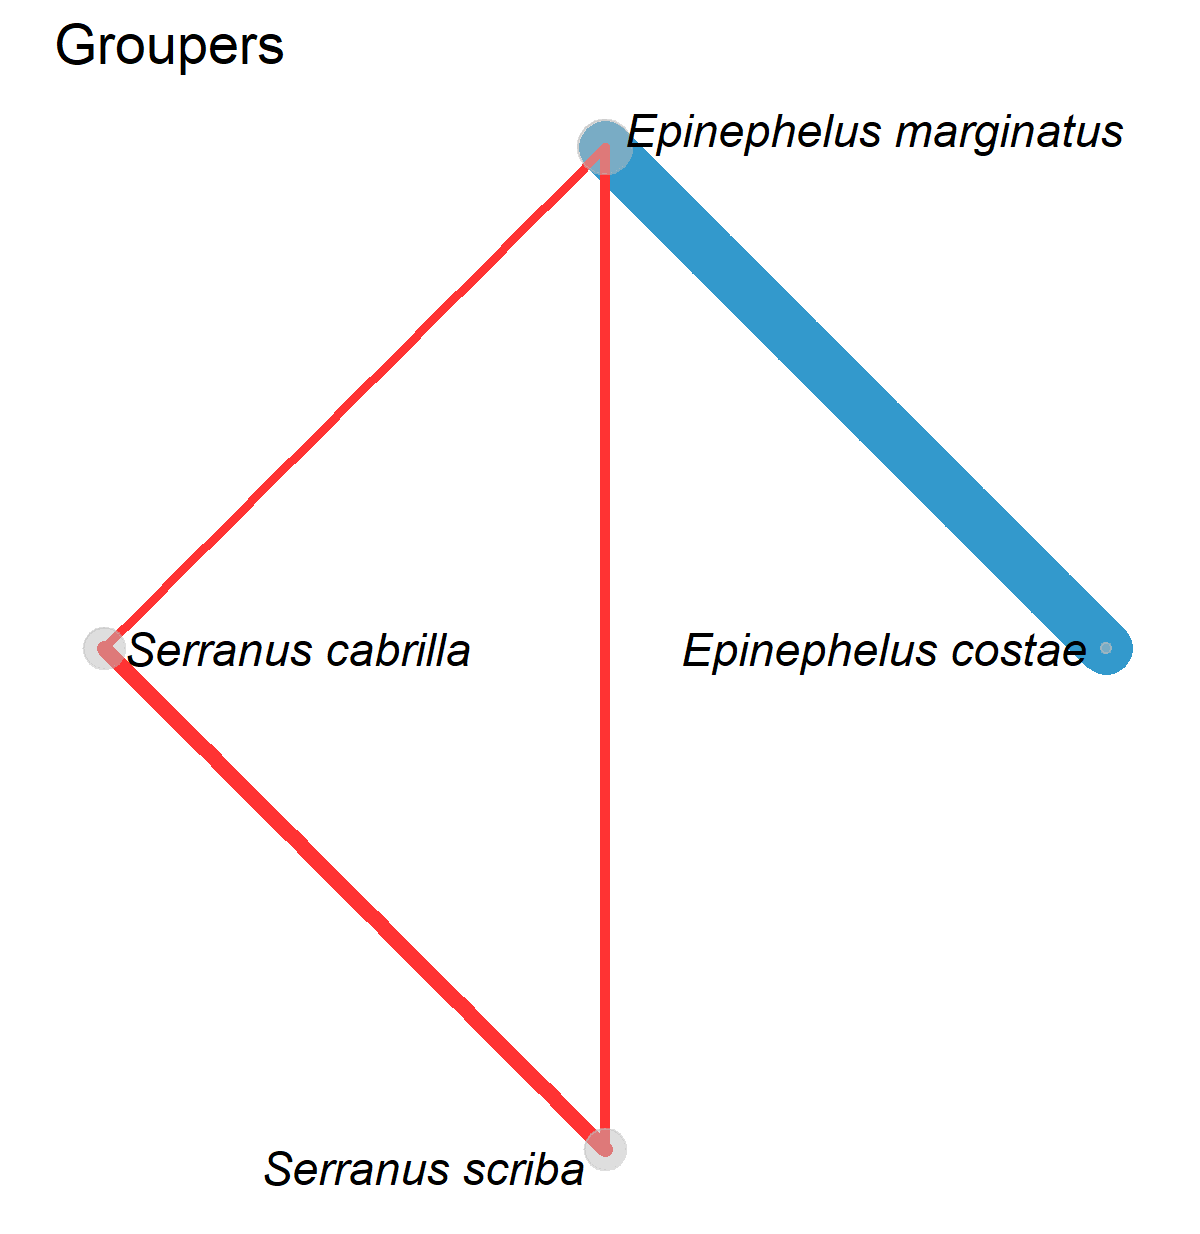 Groupers
Epinephelus marginatus
Serranus cabrilla
Epinephelus costae
Serranus scriba